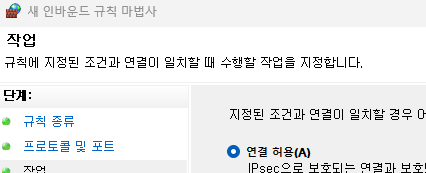 새 인바운드 규칙 마법사
작업
규칙에 지정된 조건과 연결이 일치할 때 수행할 작업을 지정합니다.
단계:
규칙 종류
프로토콜 및 포트
작업
지정된 조건과 연결이 일치할 경우
연결 허용(A)
IPsec으로 보호되는 연결과